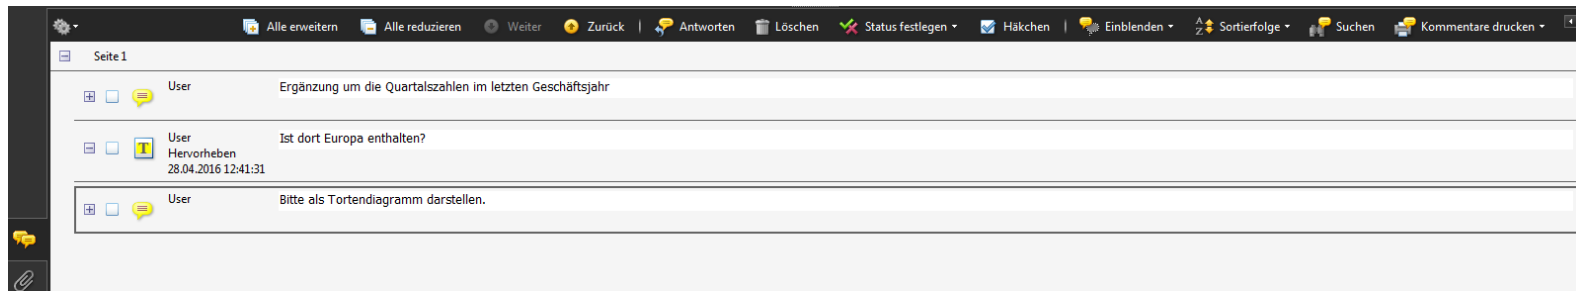 Alle erweitern Alle reduzieren Weiter Zurück Antworten Löschen Status festlegen Häkchen Einblenden Sortierfolge Suchen Kommentare drucken
Seite 1
User Ergänzung um die Quartalszahlen im letzten Geschäftsjahr
User Ist dort Europa enthalten?
Hervorheben
28.04.2016 12:41:31
User Bitte als Tortendiagramm darstellen.